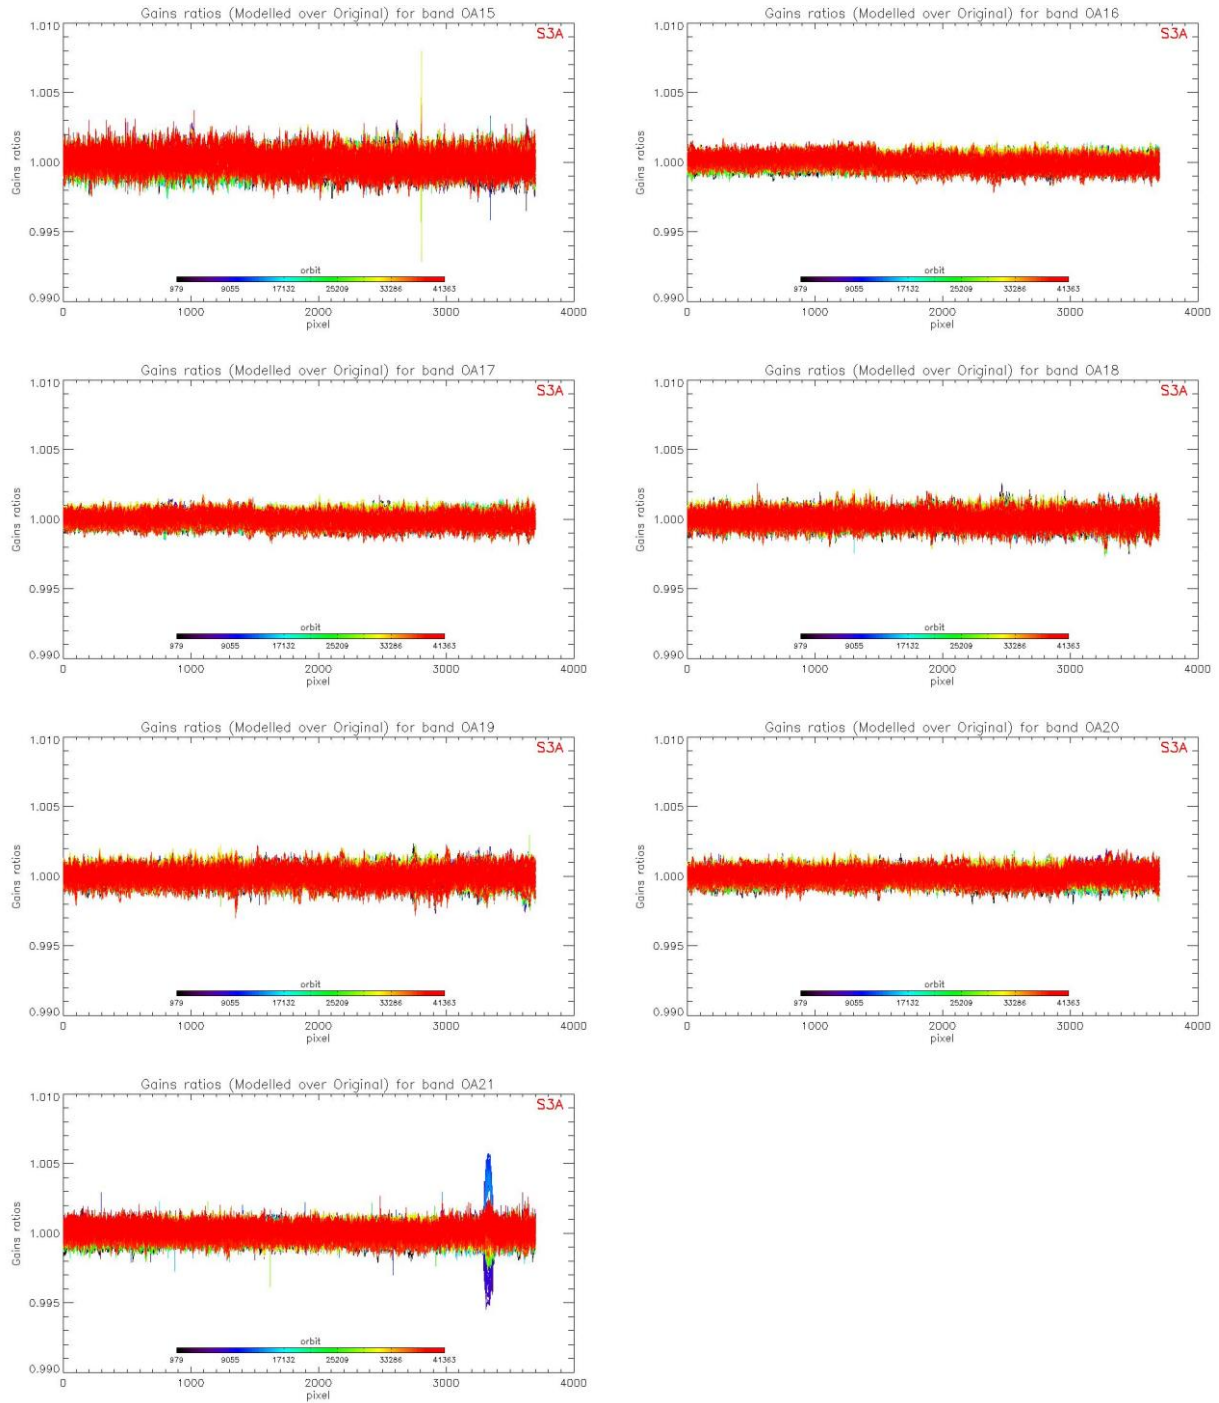 Gains ratios (Modelled over Original) for band OA15
S3A
1.010
1.005
1.000
0.995
0.990
Gains ratios
orbit
979 9055 17132 25209 33286 41363
0 1000 2000 3000 4000
pixel
Gains ratios (Modelled over Original) for band OA16
S3A
1.010
1.005
1.000
0.995
0.990
Gains ratios
orbit
979 9055 17132 25209 33286 41363
0 1000 2000 3000 4000
pixel
Gains ratios (Modelled over Original) for band OA17
S3A
1.010
1.005
1.000
0.995
0.990
Gains ratios
orbit
979 9055 17132 25209 33286 41363
0 1000 2000 3000 4000
pixel
Gains ratios (Modelled over Original) for band OA18
S3A
1.010
1.005
1.000
0.995
0.990
Gains ratios
orbit
979 9055 17132 25209 33286 41363
0 1000 2000 3000 4000
pixel
Gains ratios (Modelled over Original) for band OA19
S3A
1.010
1.005
1.000
0.995
0.990
Gains ratios
orbit
979 9055 17132 25209 33286 41363
0 1000 2000 3000 4000
pixel
Gains ratios (Modelled over Original) for band OA20
S3A
1.010
1.005
1.000
0.995
0.990
Gains ratios
orbit
979 9055 17132 25209 33286 41363
0 1000 2000 3000 4000
pixel
Gains ratios (Modelled over Original) for band OA21
S3A
1.010
1.005
1.000
0.995
0.990
Gains ratios
orbit
979 9055 17132 25209 33286 41363
0 1000 2000 3000 4000
pixel